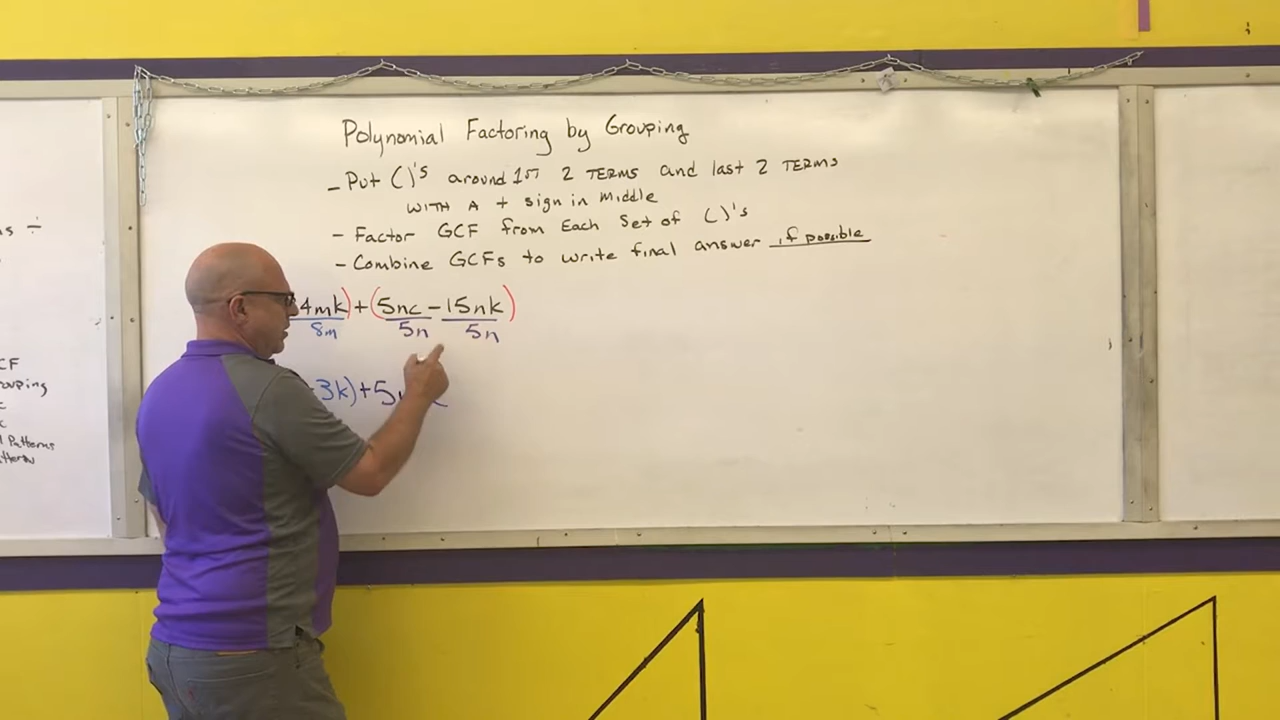 Polynomial Factoring by Grouping
- Put ( )'s around 1st 2 TERMS and last 2 TERMS
WITH A + sign in middle
- Factor GCF from Each Set of ( )'s
- Combine GCFs to write final answer if possible
4mk) + (5nc - 15nk)
8m 5n 5n
3k) + 5
s ÷
CF
ouping
c
c
l Patterns
attern